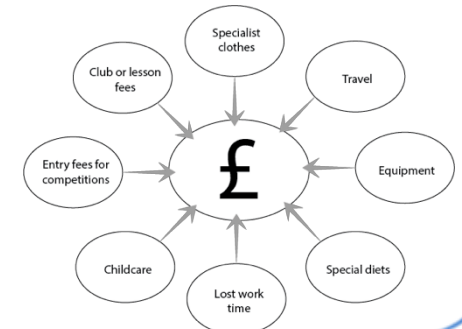 Specialist
clothes
Club or lesson
fees
Travel
Entry fees for
competitions
£
Equipment
Childcare
Special diets
Lost work
time